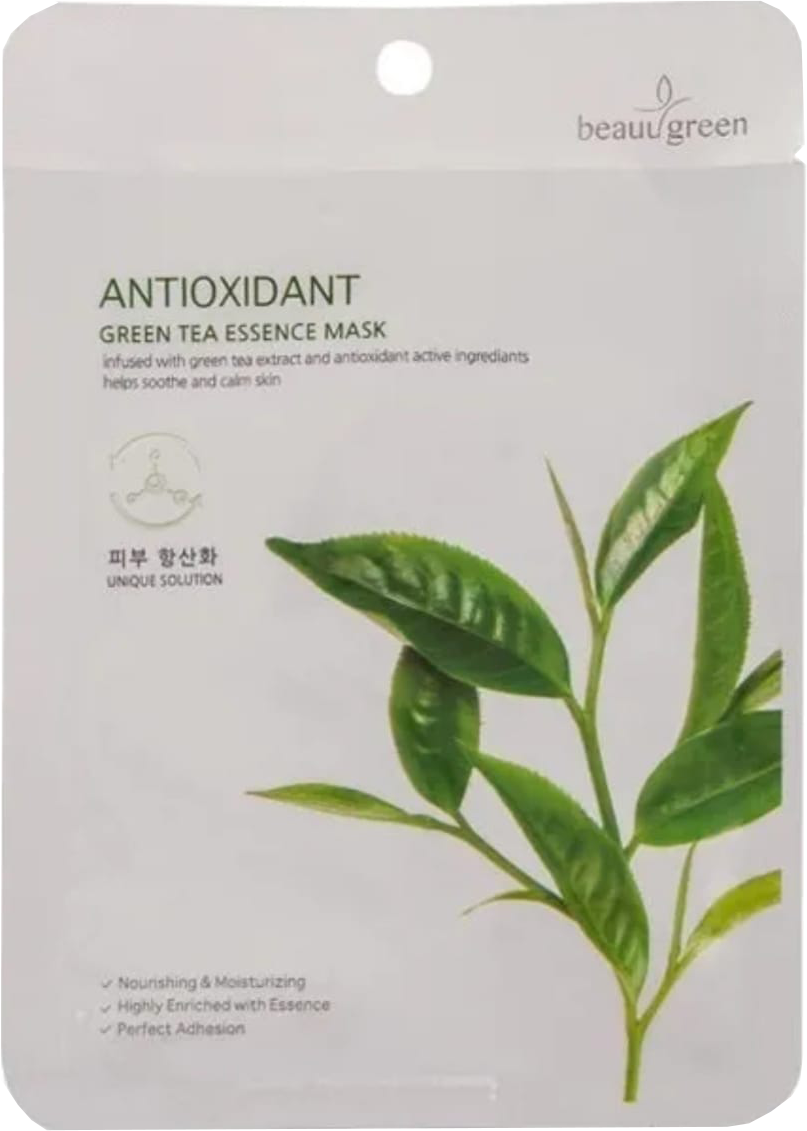 beauugreen
ANTIOXIDANT
GREEN TEA ESSENCE MASK
infused with green tea extract and antioxidant active ingrediants
helps soothe and calm skin
피부 항산화
UNIQUE SOLUTION
✓ Nourishing & Moisturizing
✓ Highly Enriched with Essence
✓ Perfect Adhesion